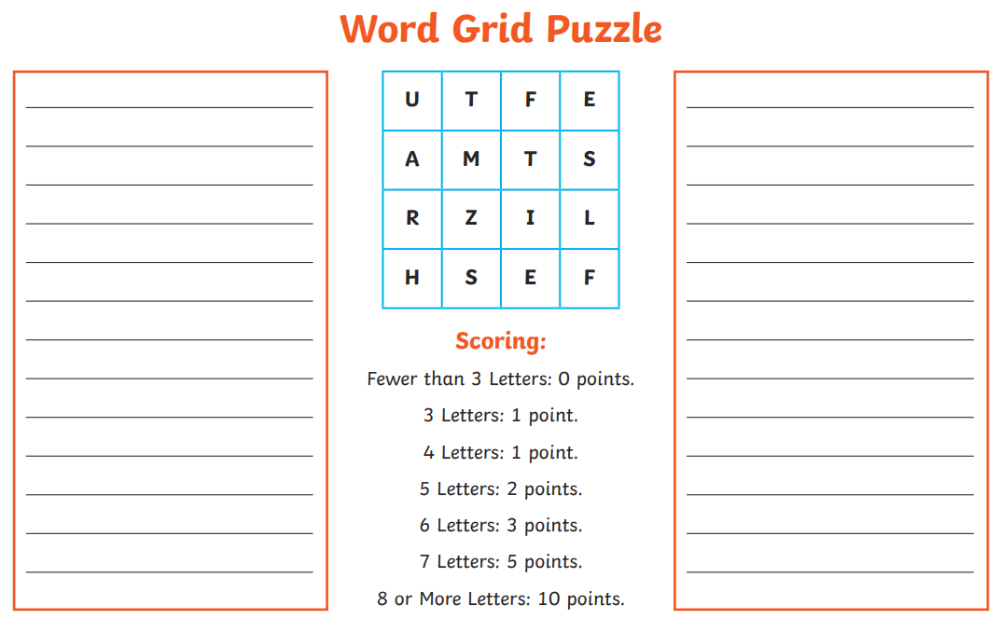 Word Grid Puzzle
U T F E
A M T S
R Z I L
H S E F
Scoring:
Fewer than 3 Letters: 0 points.
3 Letters: 1 point.
4 Letters: 1 point.
5 Letters: 2 points.
6 Letters: 3 points.
7 Letters: 5 points.
8 or More Letters: 10 points.